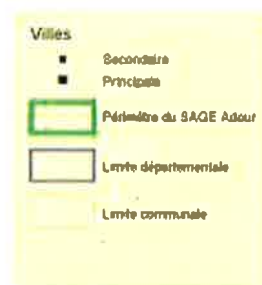 Villes
Secondaire
Principale
Périmètre du SAGE Adour
Limite départementale
Limite communale